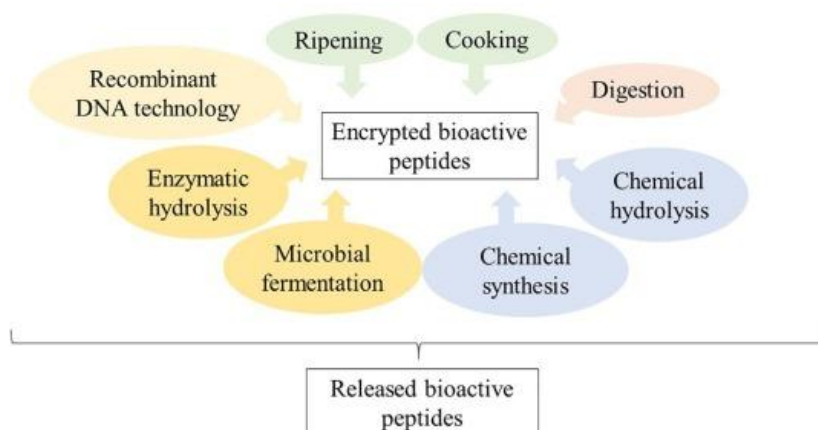 Ripening
Cooking
Recombinant
DNA technology
Digestion
Encrypted bioactive
peptides
Enzymatic
hydrolysis
Chemical
hydrolysis
Microbial
fermentation
Chemical
synthesis
Released bioactive
peptides